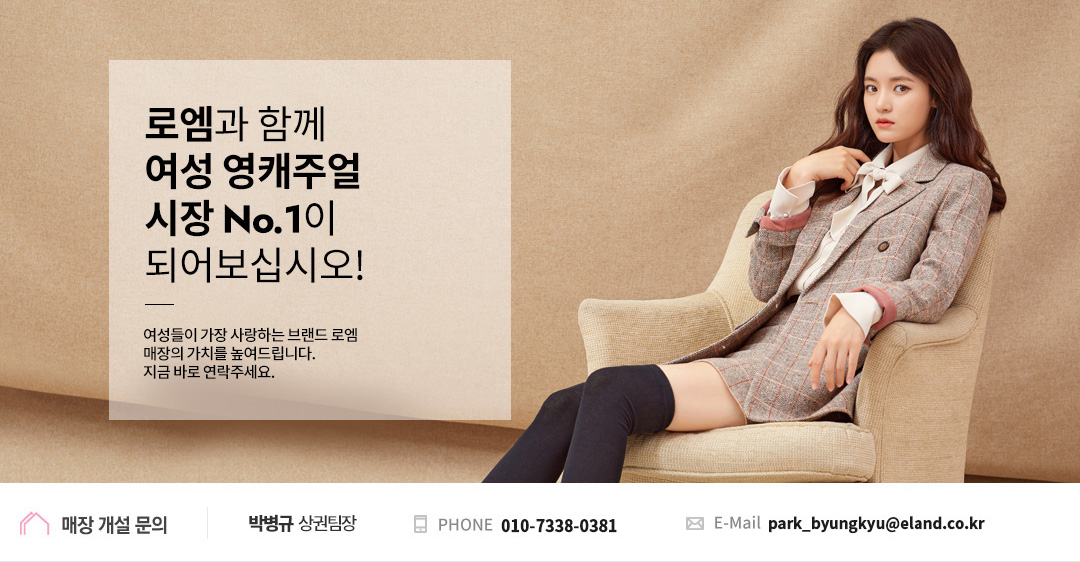 로엠과 함께
여성 영캐주얼
시장 No.1이
되어보십시오!
여성들이 가장 사랑하는 브랜드 로엠
매장의 가치를 높여드립니다.
지금 바로 연락주세요.
매장 개설 문의
박병규 상권팀장
PHONE 010-7338-0381
E-Mail park_byungkyu@eland.co.kr